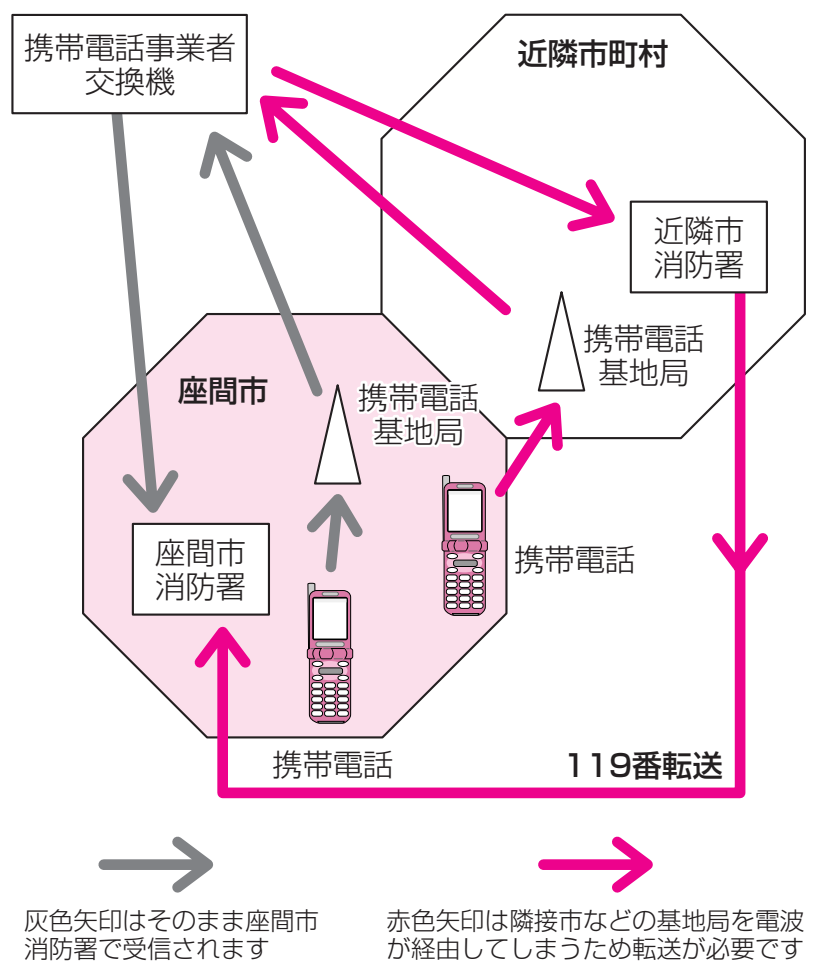 携帯電話事業者
交換機
近隣市町村
近隣市
消防署
携帯電話
基地局
座間市
携帯電話
基地局
座間市
消防署
携帯電話
携帯電話
119番転送
灰色矢印はそのまま座間市
消防署で受信されます
赤色矢印は隣接市などの基地局を電波
が経由してしまうため転送が必要です